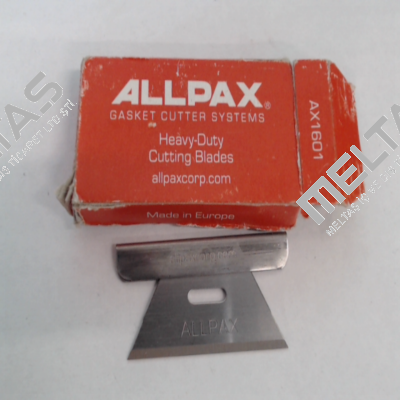 ALLPAX®
GASKET CUTTER SYSTEMS
Heavy-Duty
Cutting Blades
allpaxcorp.com
Made in Europe
AX1601
ALLPAX
MELTAS